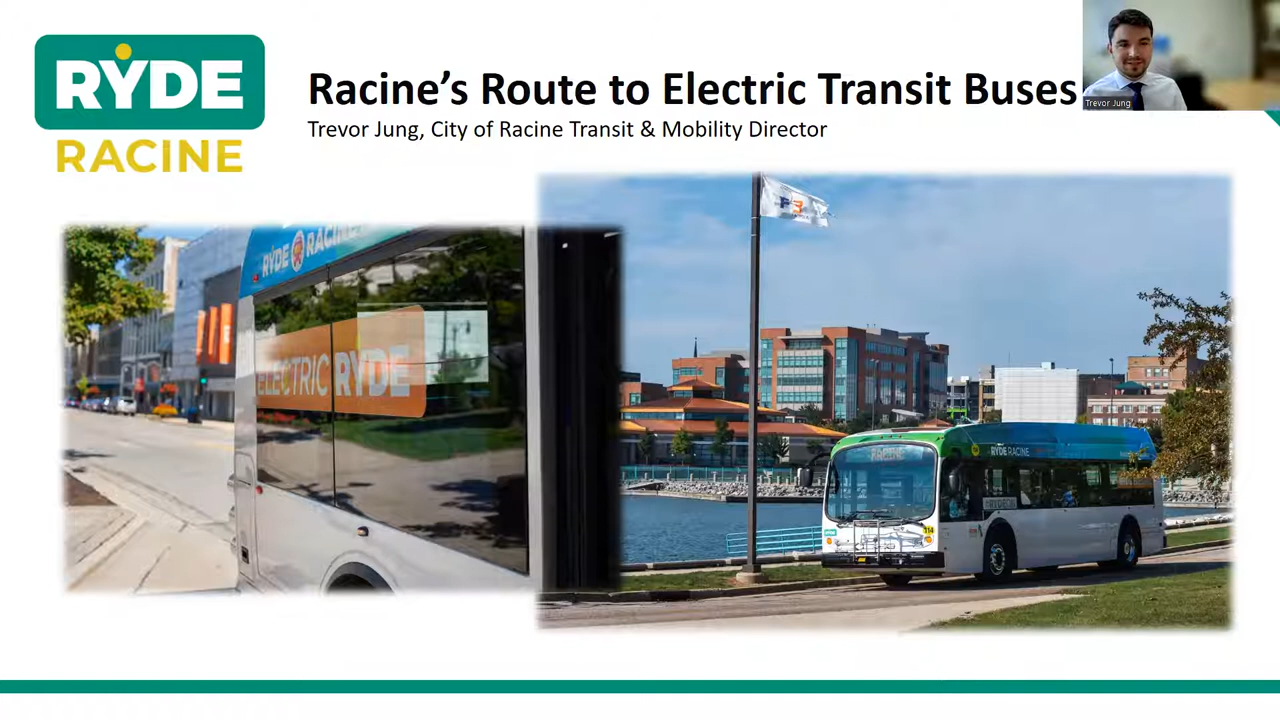 RYDE
RACINE
Racine's Route to Electric Transit Buses
Trevor Jung, City of Racine Transit & Mobility Director
Trevor Jung
RYDE RACINE
ELECTRIC RYDE
RACINE
RYDE RACINE
114